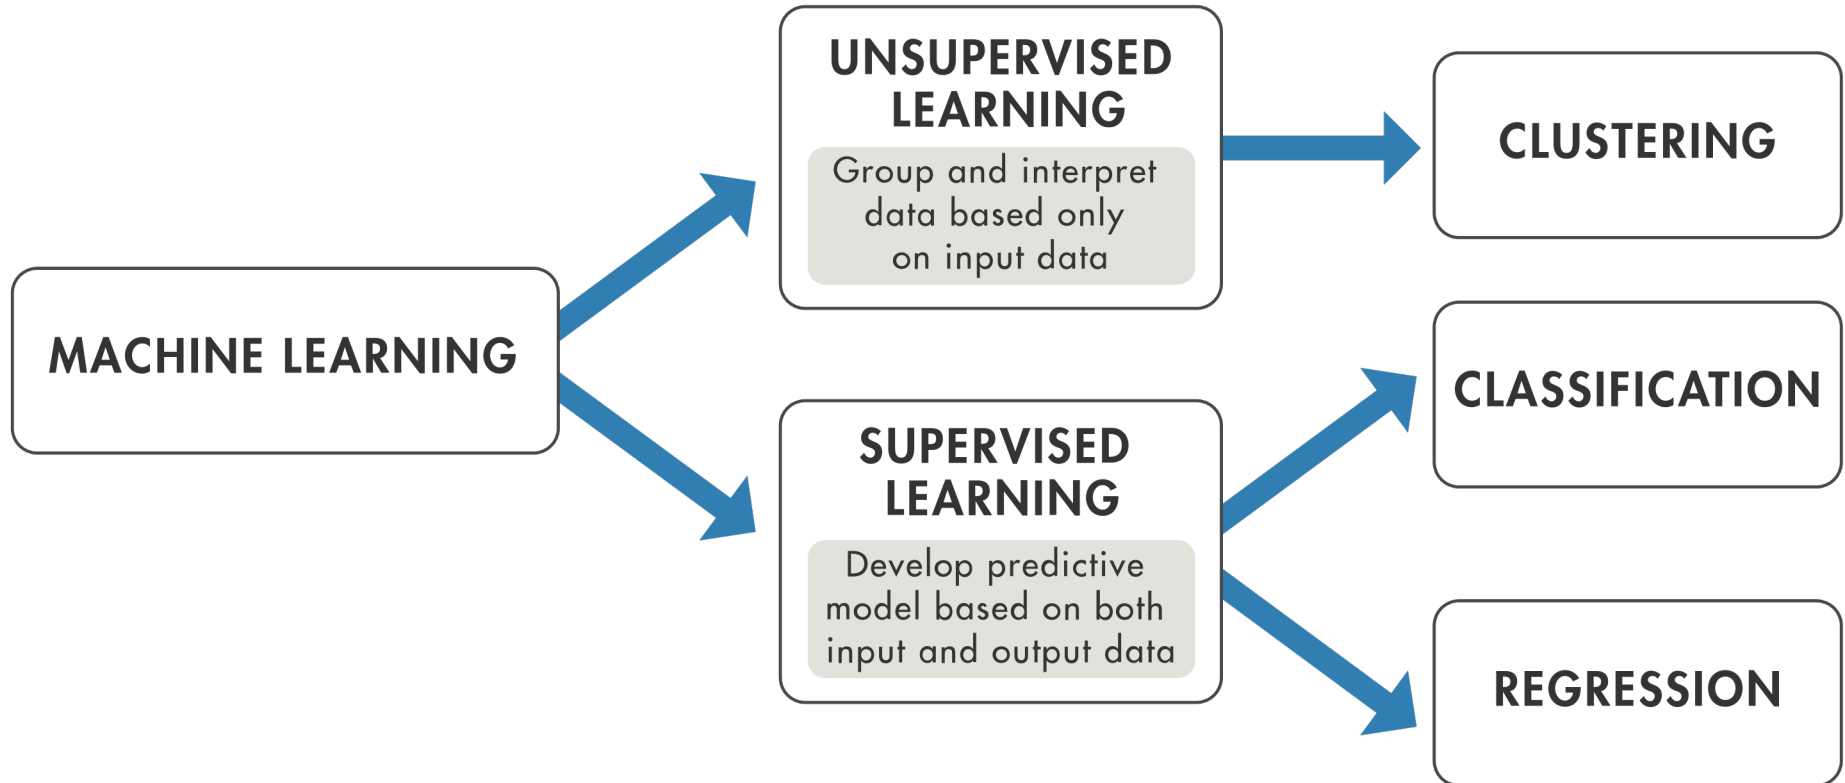 MACHINE LEARNING
UNSUPERVISED
LEARNING
Group and interpret
data based only
on input data
CLUSTERING
SUPERVISED
LEARNING
Develop predictive
model based on both
input and output data
CLASSIFICATION
REGRESSION